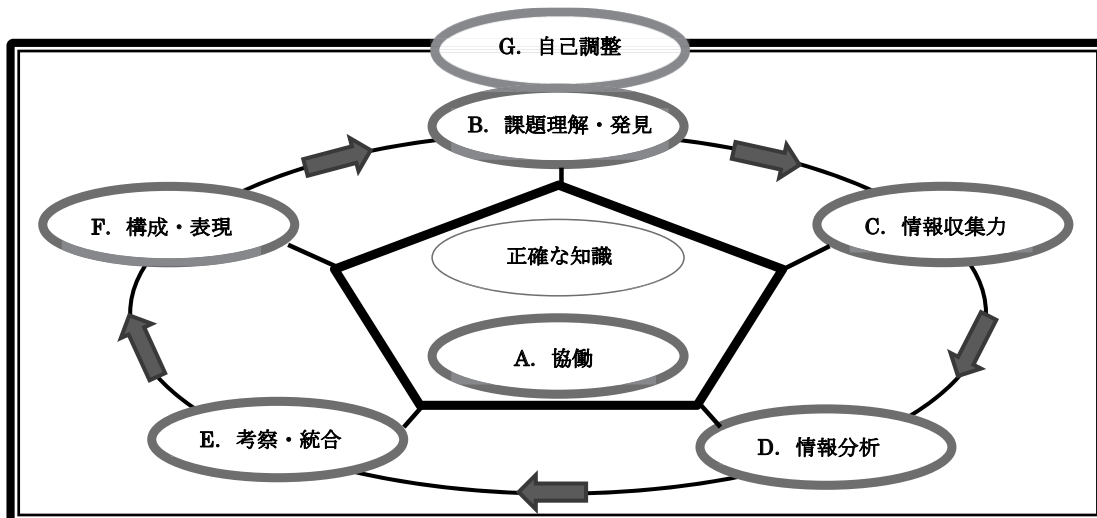 G. 自己調整
B. 課題理解・発見
F. 構成・表現
C. 情報収集力
正確な知識
A. 協働
E. 考察・統合
D. 情報分析